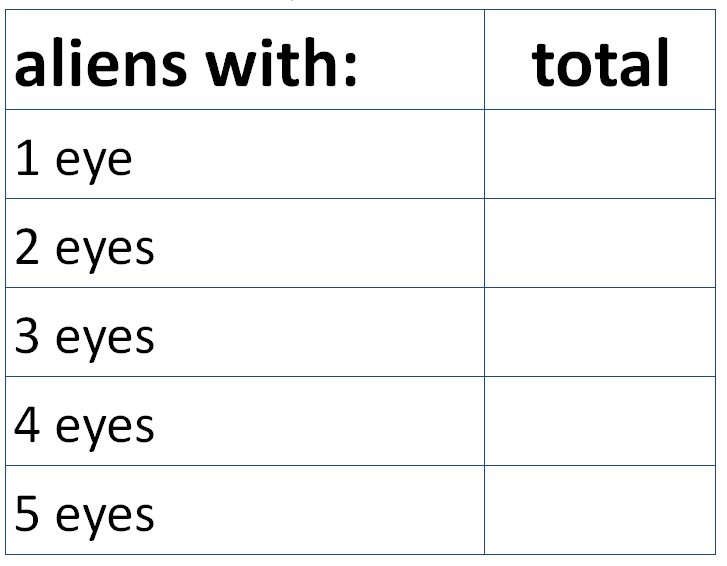 aliens with: total
1 eye
2 eyes
3 eyes
4 eyes
5 eyes